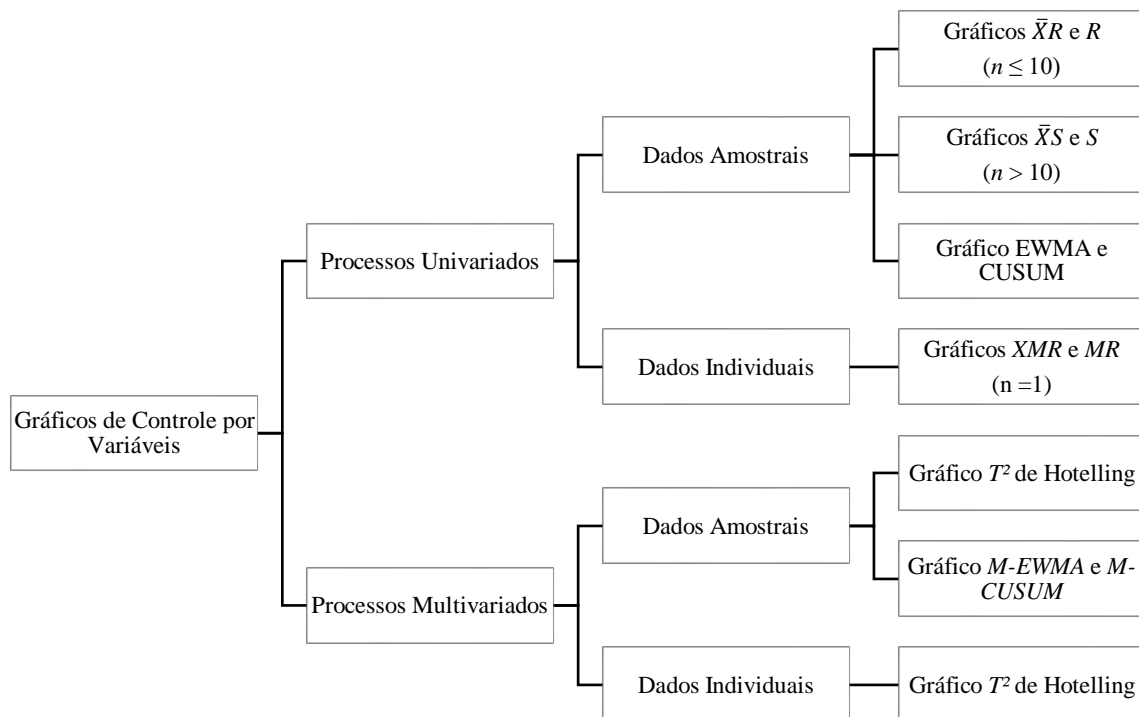 Gráficos de Controle por
Variáveis
Processos Univariados
Dados Amostrais
Gráficos X̄R e R
(n ≤ 10)
Gráficos X̄S e S
(n > 10)
Gráfico EWMA e
CUSUM
Dados Individuais
Gráficos XMR e MR
(n =1)
Processos Multivariados
Dados Amostrais
Gráfico T² de Hotelling
Gráfico M-EWMA e M-
CUSUM
Dados Individuais
Gráfico T² de Hotelling